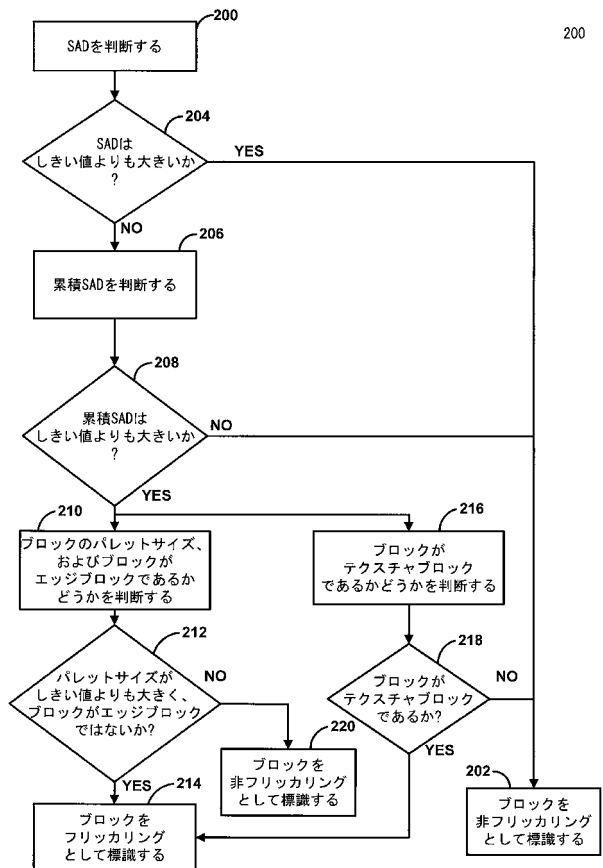 200
200
SADを判断する
204
SADは
しきい値よりも大きいか
?
YES
NO
206
累積SADを判断する
208
累積SADは
しきい値よりも大きいか
?
NO
YES
210
ブロックのパレットサイズ、
およびブロックが
エッジブロックであるか
どうかを判断する
216
ブロックが
テクスチャブロック
であるかどうかを判断する
212
パレットサイズが
しきい値よりも大きく、
ブロックがエッジブロック
ではないか?
NO
YES
218
ブロックが
テクスチャブロック
であるか?
NO
YES
220
ブロックを
非フリッカリング
として標識する
214
ブロックを
フリッカリング
として標識する
202
ブロックを
非フリッカリング
として標識する